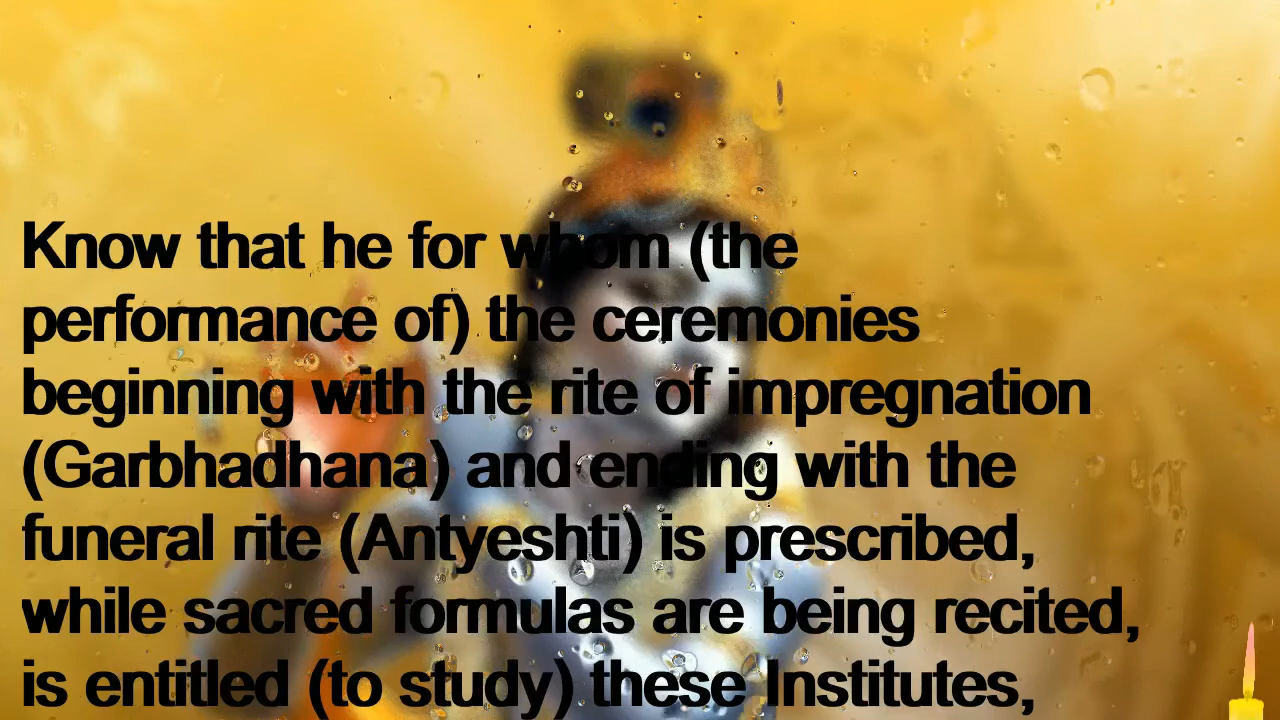 Know that he for whom (the
performance of) the ceremonies
beginning with the rite of impregnation
(Garbhadhana) and ending with the
funeral rite (Antyeshti) is prescribed,
while sacred formulas are being recited,
is entitled (to study) these Institutes,